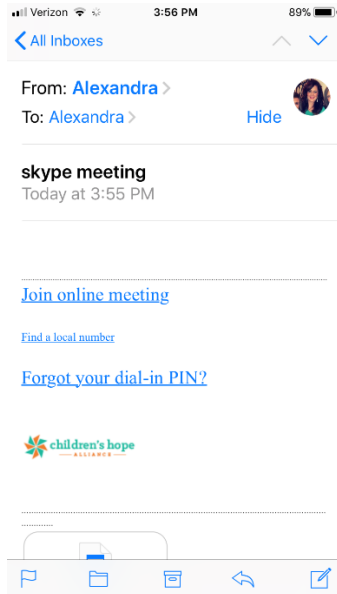 Verizon 3:56 PM 89%
All Inboxes
From: Alexandra
To: Alexandra Hide
skype meeting
Today at 3:55 PM
Join online meeting
Find a local number
Forgot your dial-in PIN?
children's hope
ALLIANCE